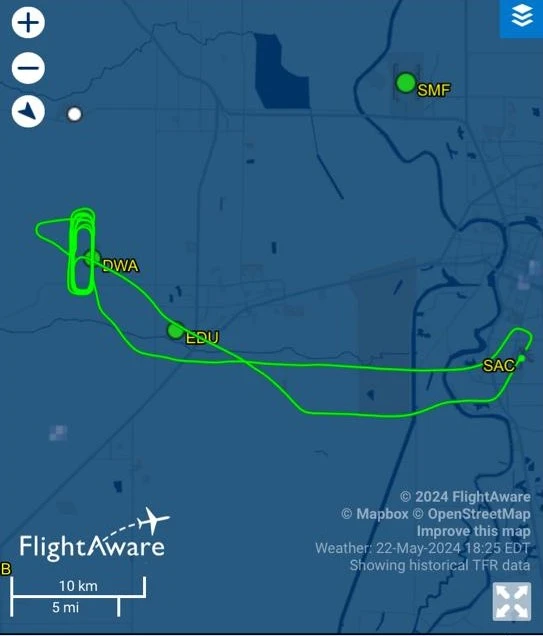 SMF
DWA
EDU
SAC
© 2024 FlightAware
© Mapbox © OpenStreetMap
Improve this map
Weather: 22-May-2024 18:25 EDT
Showing historical TFR data
FlightAware
B
10 km
5 mi